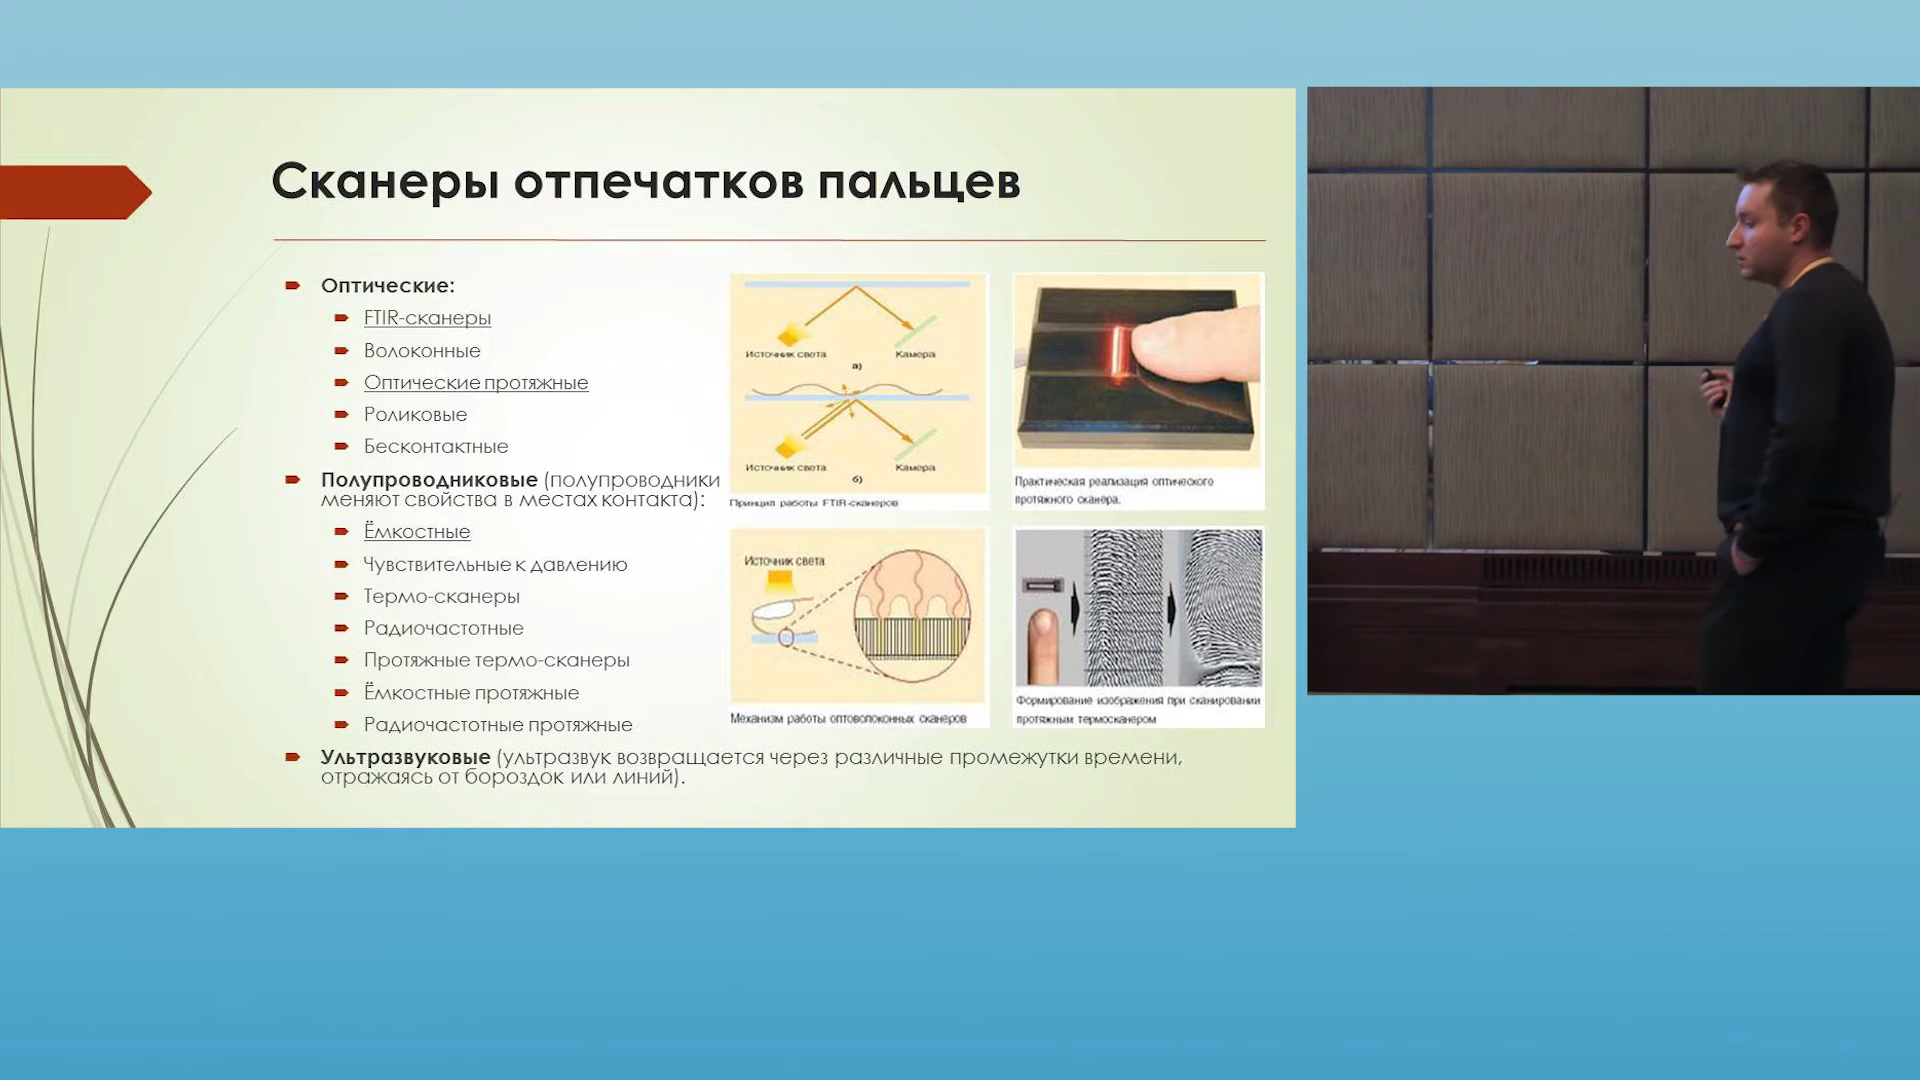 Сканеры отпечатков пальцев
Оптические:
FTIR-сканеры
Волоконные
Оптические протяжные
Роликовые
Бесконтактные
Полупроводниковые (полупроводники
меняют свойства в местах контакта):
Ёмкостные
Чувствительные к давлению
Термо-сканеры
Радиочастотные
Протяжные термо-сканеры
Ёмкостные протяжные
Радиочастотные протяжные
Ультразвуковые (ультразвук возвращается через различные промежутки времени,
отражаясь от бороздок или линий).
Источник света
Камера
а)
Источник света
Камера
б)
Принцип работы FTIR-сканеров
Практическая реализация оптического
протяжного сканера.
Источник света
Механизм работы оптоволоконных сканеров
Формирование изображения при сканировании
протяжным термосканером